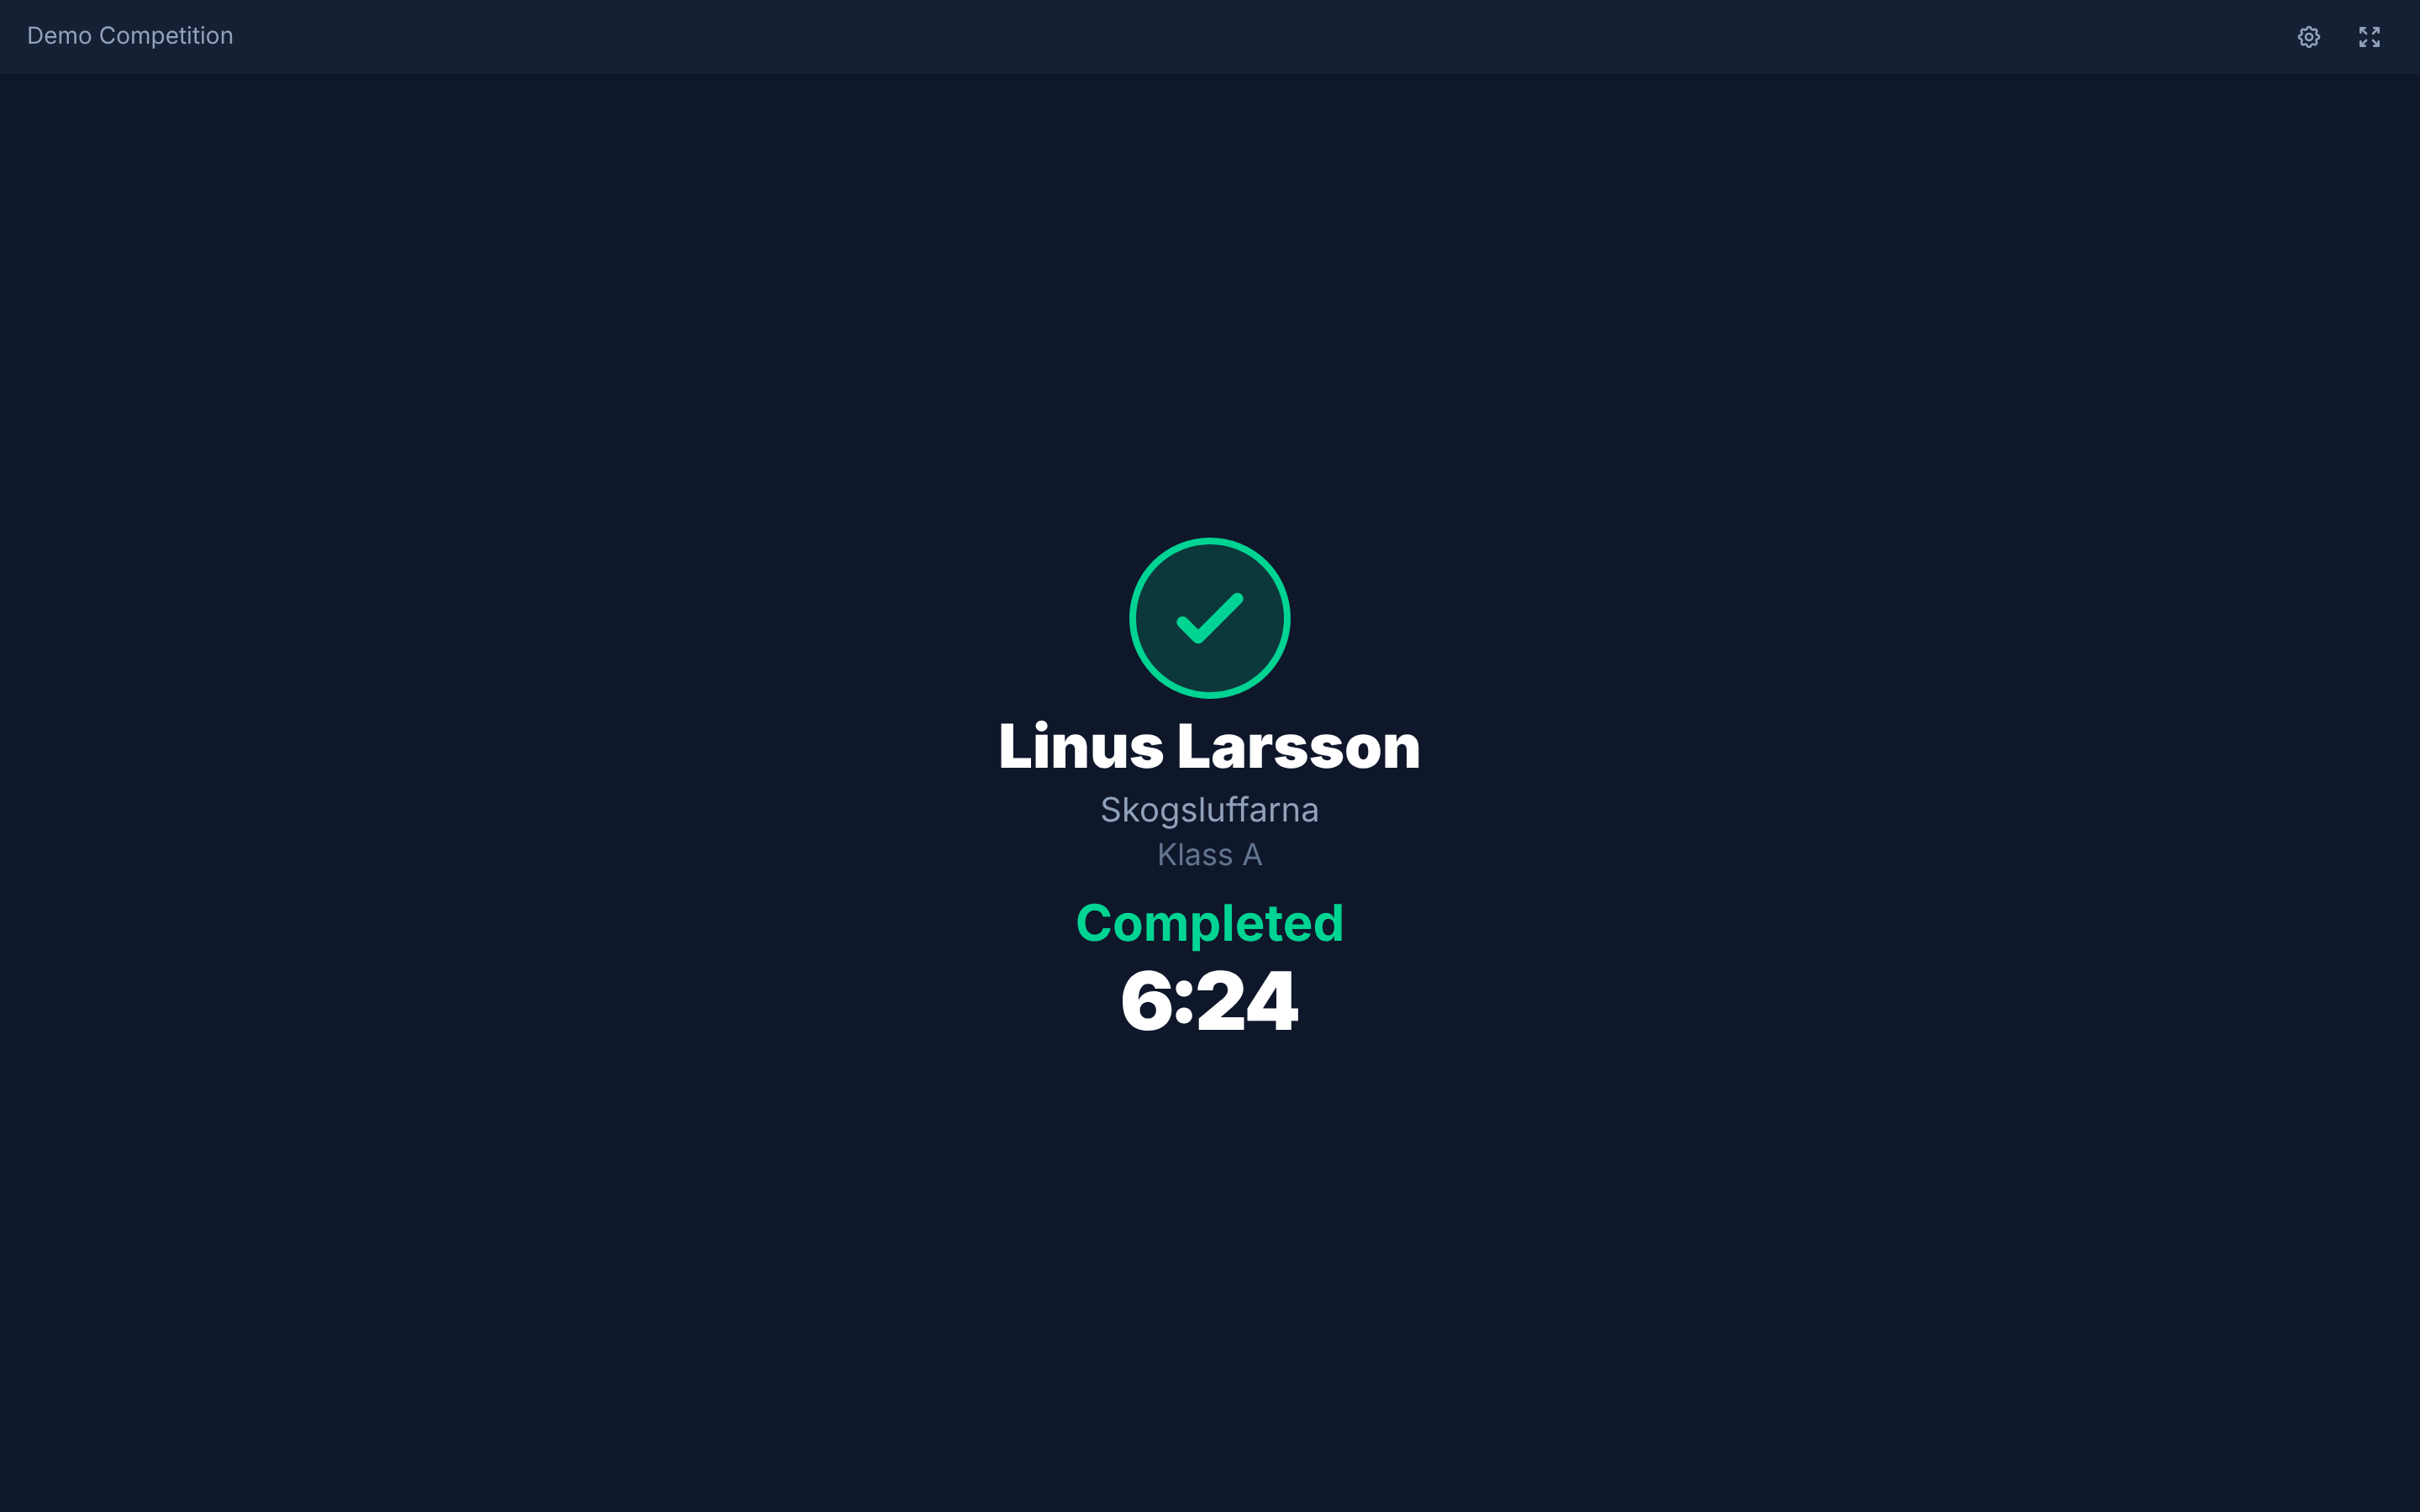 Demo Competition
Linus Larsson
Skogsluffarna
Klass A
Completed
6:24